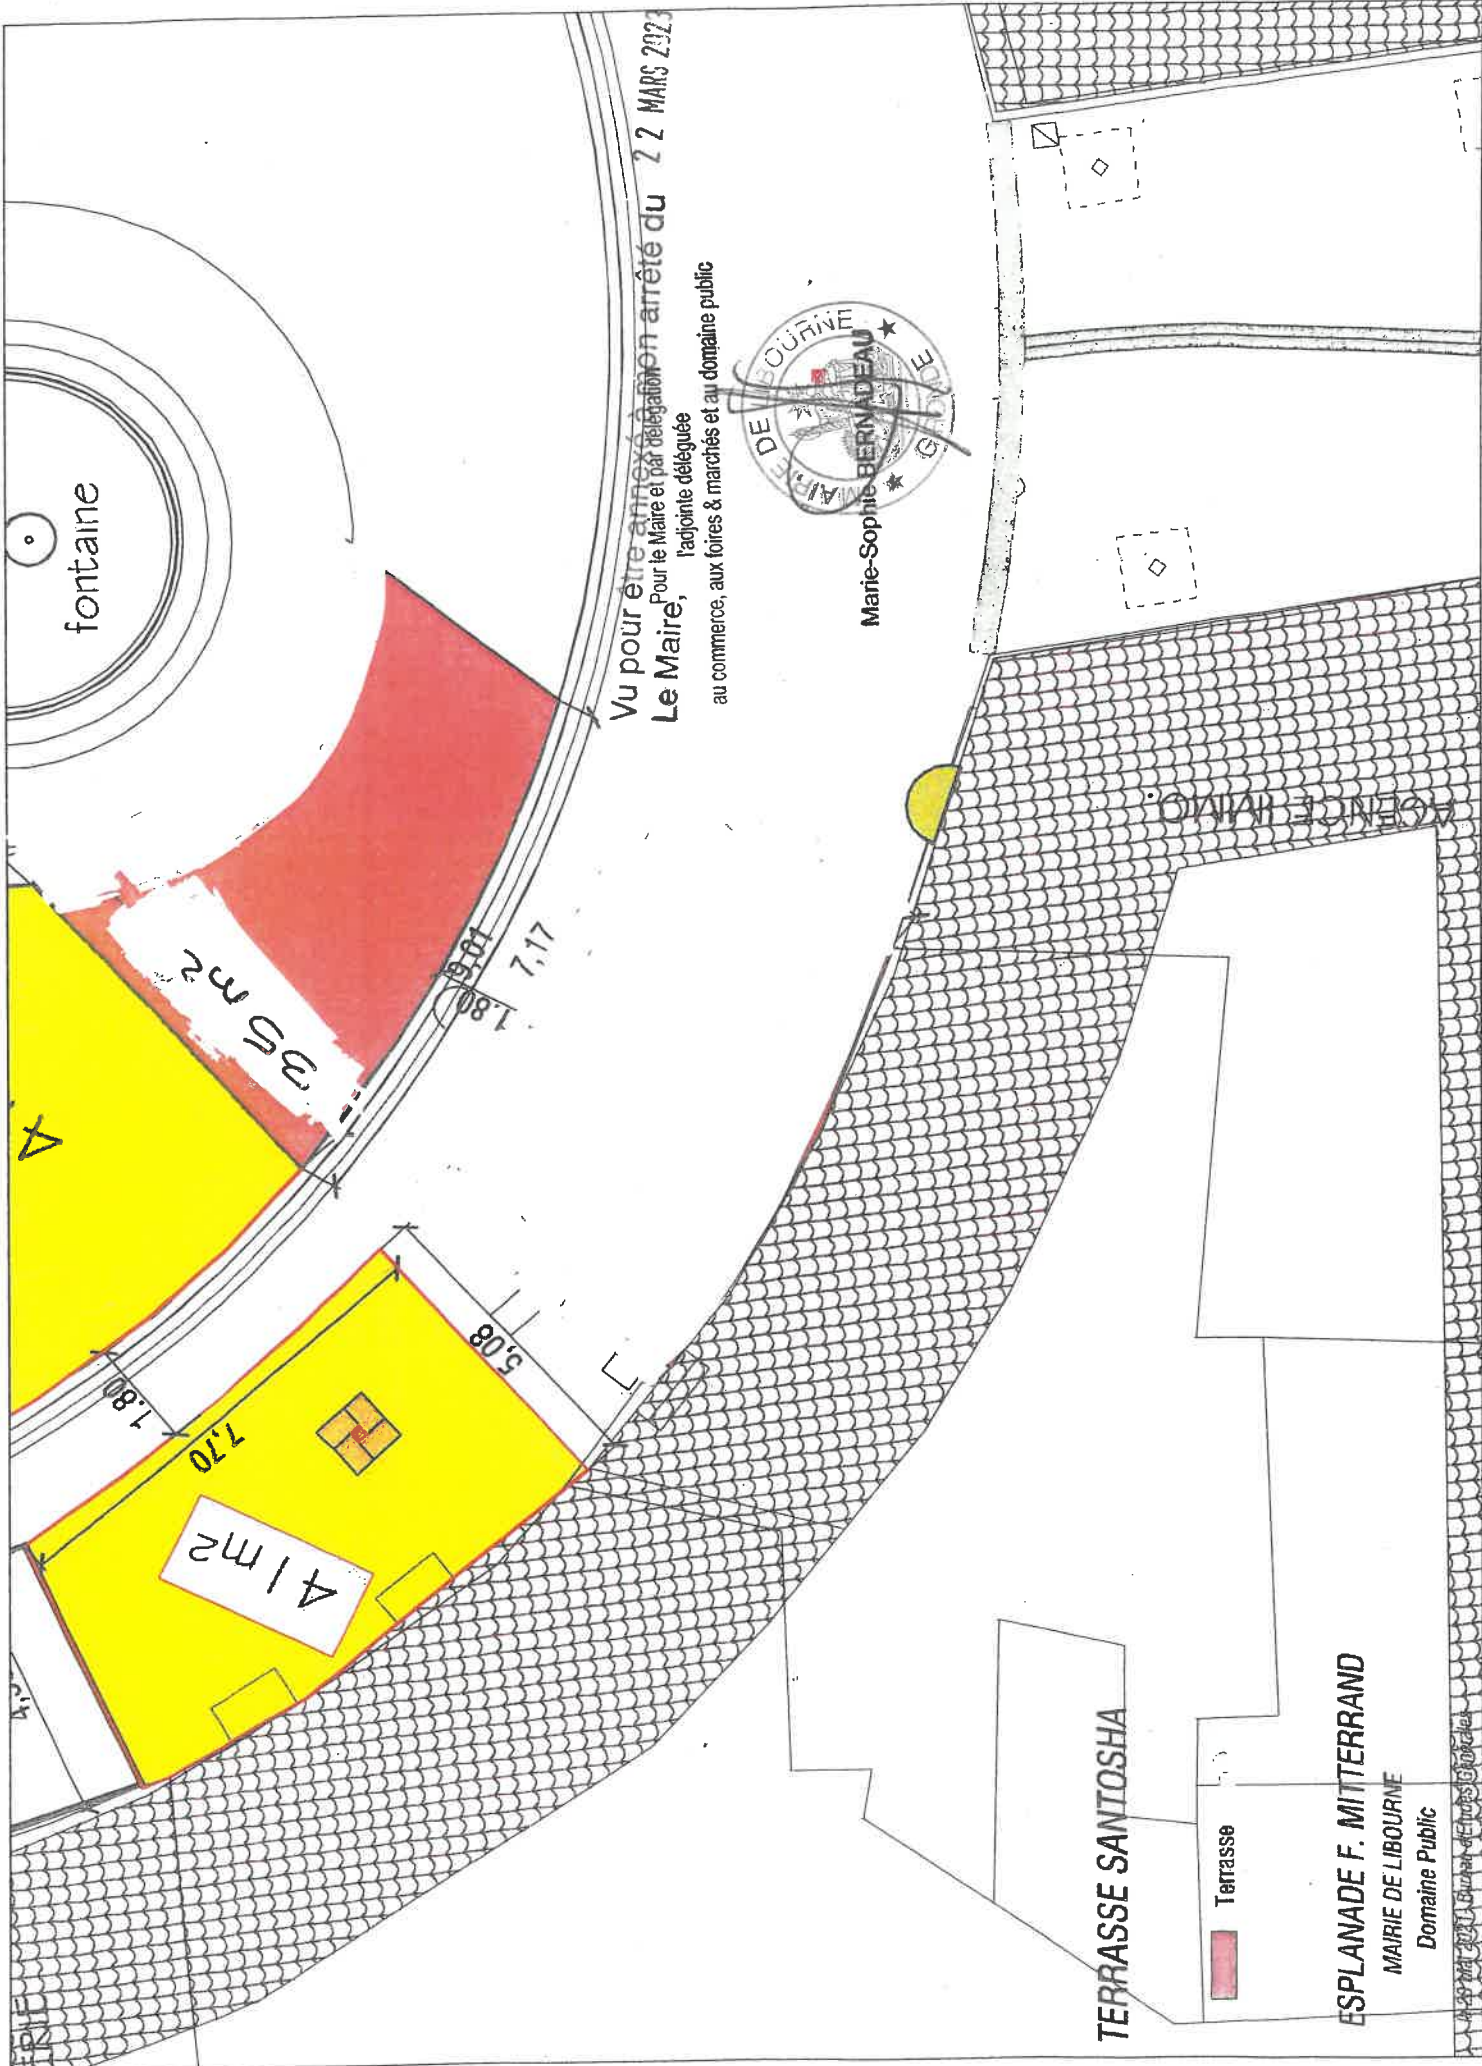 fontaine
Vu pour être annexé à mon arrêté du 22 MARS 2023
Le Maire,
Pour le Maire et par délégation
l'adjointe déléguée
au commerce, aux foires & marchés et au domaine public
MAIRIE DE LIBOURNE
★ GIRONDE ★
Marie-Sophie BERNADEAU
35 m²
9,01
1.80
7,17
1.80
7,70
5,08
41 m2
AGENCE IMMO
TERRASSE SANTOSHA
Terrasse
ESPLANADE F. MITTERRAND
MAIRIE DE LIBOURNE
Domaine Public